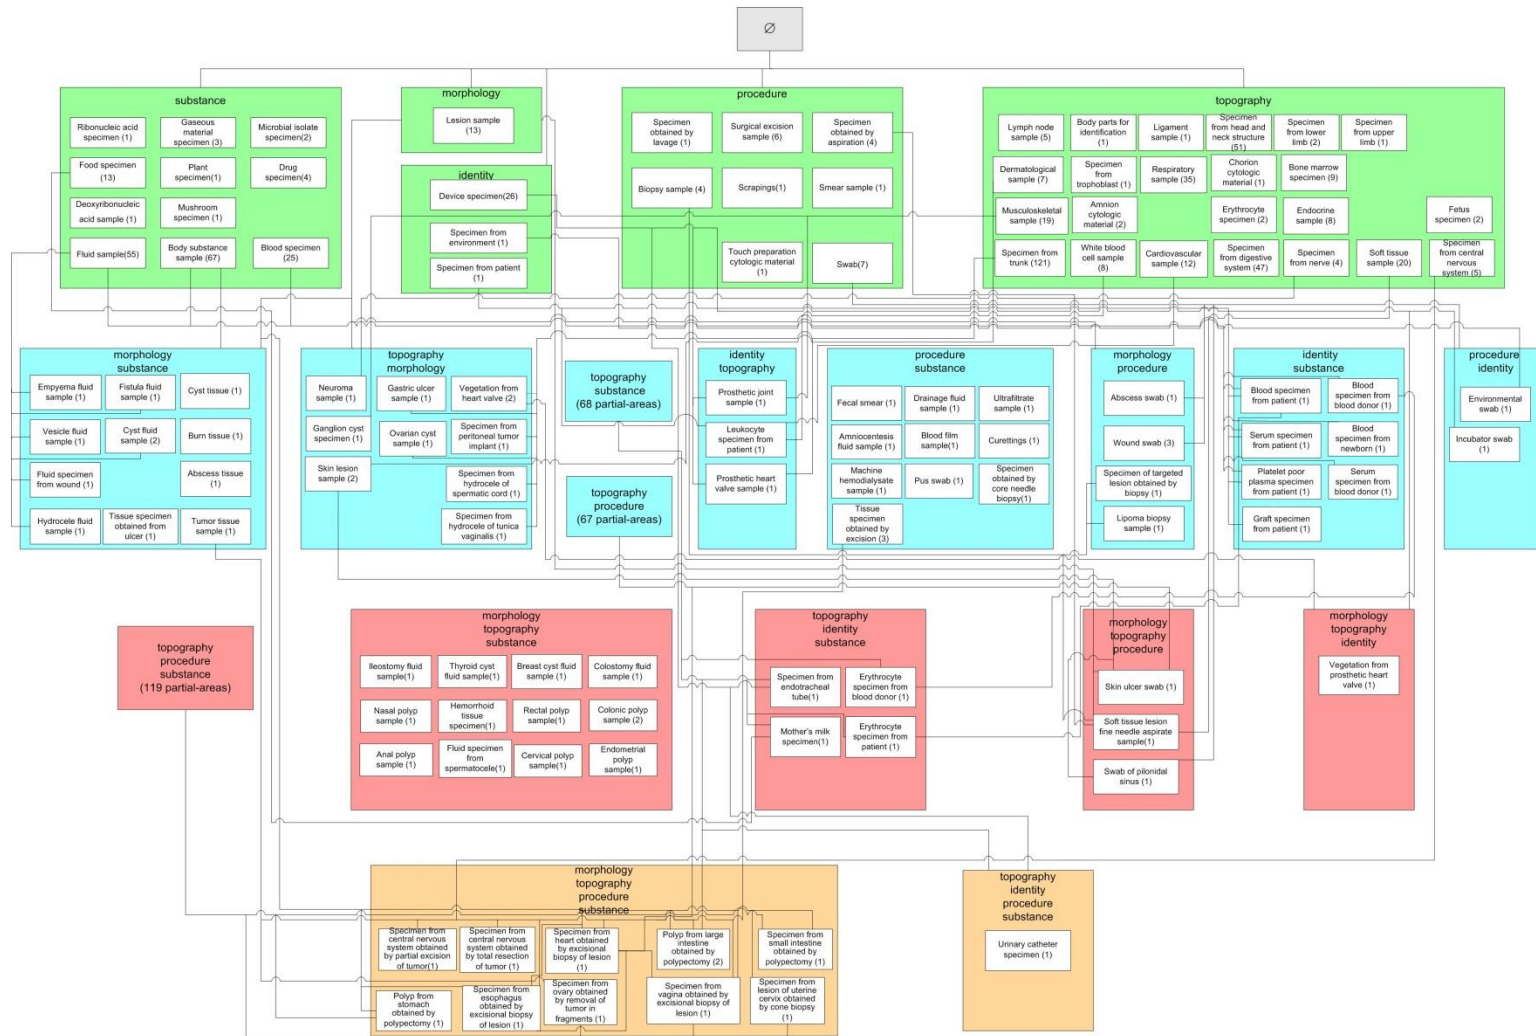 ∅
substance
Ribonucleic acid
specimen (1)
Gaseous
material
specimen (3)
Microbial isolate
specimen(2)
Food specimen
(13)
Plant
specimen(1)
Drug
specimen(4)
Deoxyribonucleic
acid sample (1)
Mushroom
specimen (1)
Fluid sample(55)
Body substance
sample (67)
Blood specimen
(25)
morphology
Lesion sample
(13)
identity
Device specimen(26)
Specimen from
environment (1)
Specimen from patient
(1)
procedure
Specimen
obtained by
lavage (1)
Surgical excision
sample (6)
Specimen
obtained by
aspiration (4)
Biopsy sample (4)
Scrapings(1)
Smear sample (1)
Touch preparation
cytologic material
(1)
Swab(7)
topography
Lymph node
sample (5)
Body parts for
identification
(1)
Ligament
sample (1)
Specimen
from head and
neck structure
(51)
Specimen
from lower
limb (2)
Specimen
from upper
limb (1)
Dermatological
sample (7)
Specimen
from
trophoblast (1)
Respiratory
sample (35)
Chorion
cytologic
material (1)
Bone marrow
specimen (9)
Musculoskeletal
sample (19)
Amnion
cytologic
material (2)
Erythrocyte
specimen (2)
Endocrine
sample (8)
Fetus
specimen (2)
Specimen from
trunk (121)
White blood
cell sample
(8)
Cardiovascular
sample (12)
Specimen
from digestive
system (47)
Specimen
from nerve (4)
Soft tissue
sample (20)
Specimen
from central
nervous
system (5)
morphology
substance
Empyema fluid
sample (1)
Fistula fluid
sample (1)
Cyst tissue (1)
Vesicle fluid
sample (1)
Cyst fluid
sample (2)
Burn tissue (1)
Fluid specimen
from wound (1)
Abscess tissue
(1)
Hydrocele fluid
sample (1)
Tissue specimen
obtained from
ulcer (1)
Tumor tissue
sample (1)
topography
morphology
Neuroma
sample (1)
Gastric ulcer
sample (1)
Vegetation from
heart valve (2)
Ganglion cyst
specimen (1)
Ovarian cyst
sample (1)
Specimen from
peritoneal tumor
implant (1)
Skin lesion
sample (2)
Specimen from
hydrocele of
spermatic cord
(1)
Specimen from
hydrocele of tunica
vaginalis (1)
topography
substance
(68 partial-areas)
topography
procedure
(67 partial-areas)
identity
topography
Prosthetic joint
sample (1)
Leukocyte
specimen from
patient (1)
Prosthetic heart
valve sample (1)
procedure
substance
Fecal smear (1)
Drainage fluid
sample (1)
Ultrafiltrate
sample (1)
Amniocentesis
fluid sample (1)
Blood film
sample(1)
Curettings (1)
Machine
hemodialysate
sample (1)
Pus swab (1)
Specimen
obtained by
core needle
biopsy(1)
Tissue
specimen
obtained by
excision (3)
morphology
procedure
Abscess swab (1)
Wound swab (3)
Specimen of targeted
lesion obtained by
biopsy (1)
Lipoma biopsy
sample (1)
identity
substance
Blood specimen
from patient (1)
Blood
specimen from
blood donor (1)
Serum specimen
from patient (1)
Blood
specimen from
newborn (1)
Platelet poor
plasma specimen
from patient (1)
Serum
specimen from
blood donor (1)
Graft specimen
from patient (1)
procedure
identity
Environmental
swab (1)
Incubator swab
(1)
topography
procedure
substance
(119 partial-areas)
morphology
topography
substance
Ileostomy fluid
sample(1)
Thyroid cyst
fluid sample(1)
Breast cyst fluid
sample (1)
Colostomy fluid
sample (1)
Nasal polyp
sample (1)
Hemorrhoid
tissue
specimen(1)
Rectal polyp
sample(1)
Colonic polyp
sample (2)
Anal polyp
sample (1)
Fluid specimen
from
spermatocele(1)
Cervical polyp
sample(1)
Endometrial
polyp
sample(1)
topography
identity
substance
Specimen from
endotracheal
tube(1)
Erythrocyte
specimen from
blood donor (1)
Mother's milk
specimen(1)
Erythrocyte
specimen from
patient (1)
morphology
topography
procedure
Skin ulcer swab (1)
Soft tissue lesion
fine needle aspirate
sample(1)
Swab of pilonidal
sinus (1)
morphology
topography
identity
Vegetation from
prosthetic heart
valve (1)
morphology
topography
procedure
substance
Specimen from
central nervous
system obtained
by partial excision
of tumor(1)
Specimen from
central nervous
system obtained
by total resection
of tumor (1)
Specimen from
heart obtained
by excisional
biopsy of lesion
(1)
Polyp from large
intestine
obtained by
polypectomy (2)
Specimen from
small intestine
obtained by
polypectomy (1)
Polyp from
stomach
obtained by
polypectomy (1)
Specimen from
esophagus
obtained by
excisional biopsy
of lesion (1)
Specimen from
ovary obtained
by removal of
tumor in
fragments (1)
Specimen from
vagina obtained by
excisional biopsy of
lesion (1)
Specimen from
lesion of uterine
cervix obtained
by cone biopsy
(1)
topography
identity
procedure
substance
Urinary catheter
specimen (1)